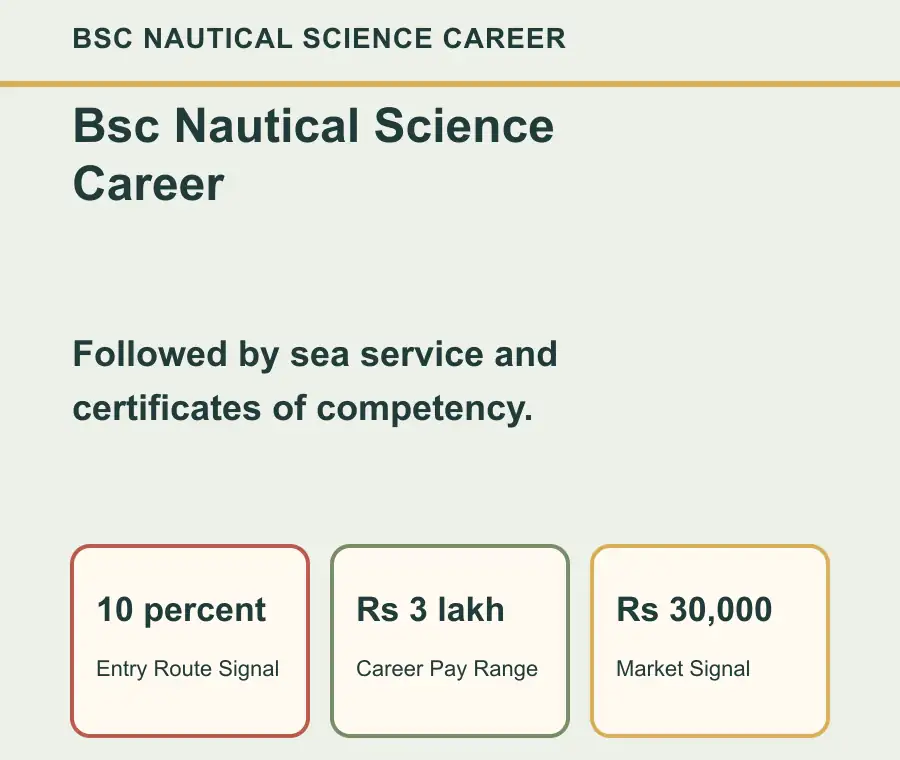 BSC NAUTICAL SCIENCE CAREER
Bsc Nautical Science
Career
Followed by sea service and
certificates of competency.
10 percent
Entry Route Signal
Rs 3 lakh
Career Pay Range
Rs 30,000
Market Signal